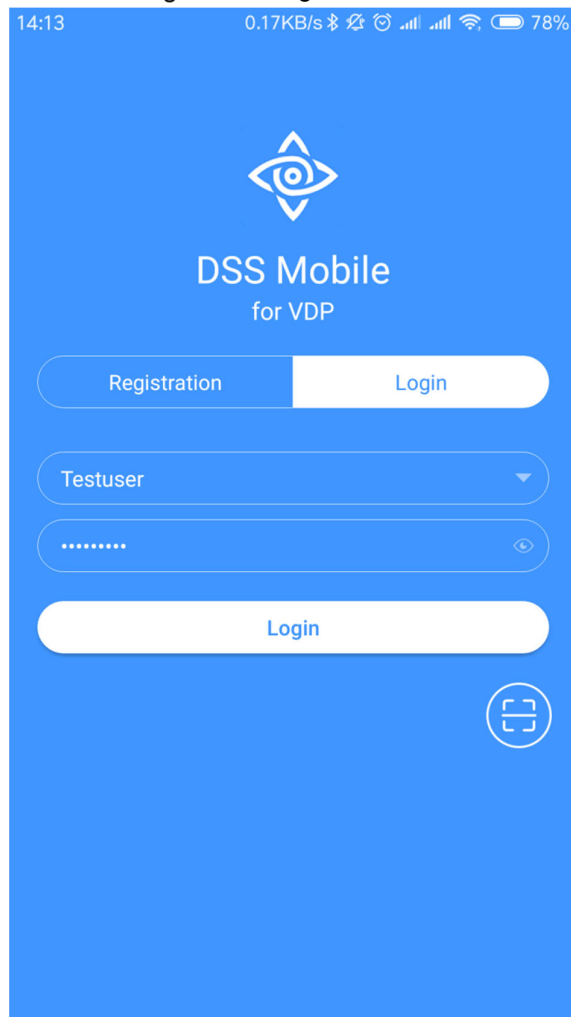 14:13 0.17KB/s 78%
DSS Mobile
for VDP
Registration Login
Testuser
•••••••••
Login